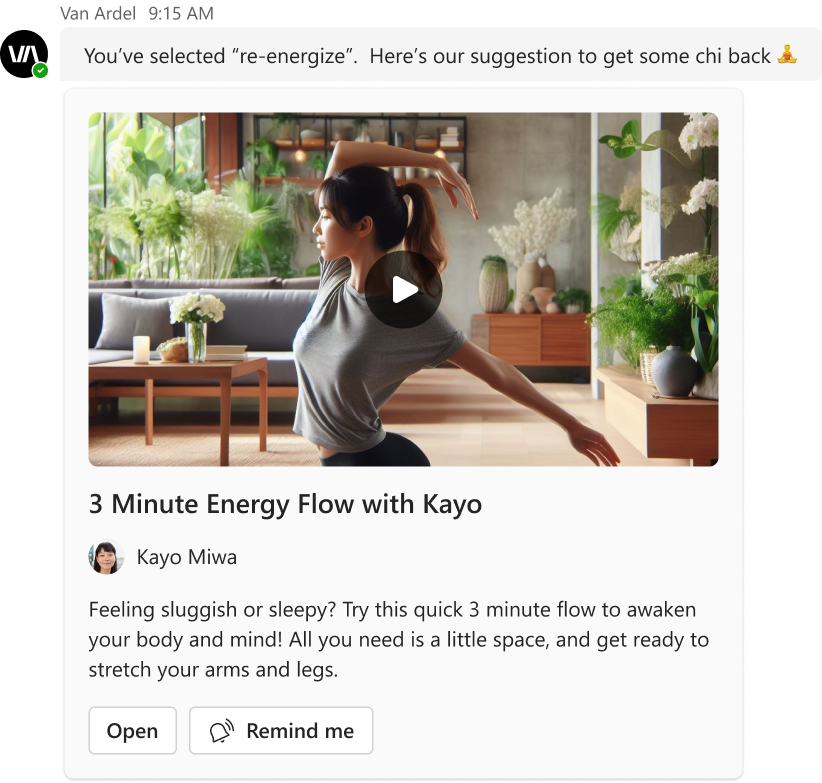 Van Ardel 9:15 AM
VA
You’ve selected “re-energize”.  Here’s our suggestion to get some chi back 🧘
3 Minute Energy Flow with Kayo
Kayo Miwa
Feeling sluggish or sleepy? Try this quick 3 minute flow to awaken
your body and mind! All you need is a little space, and get ready to
stretch your arms and legs.
Open
Remind me